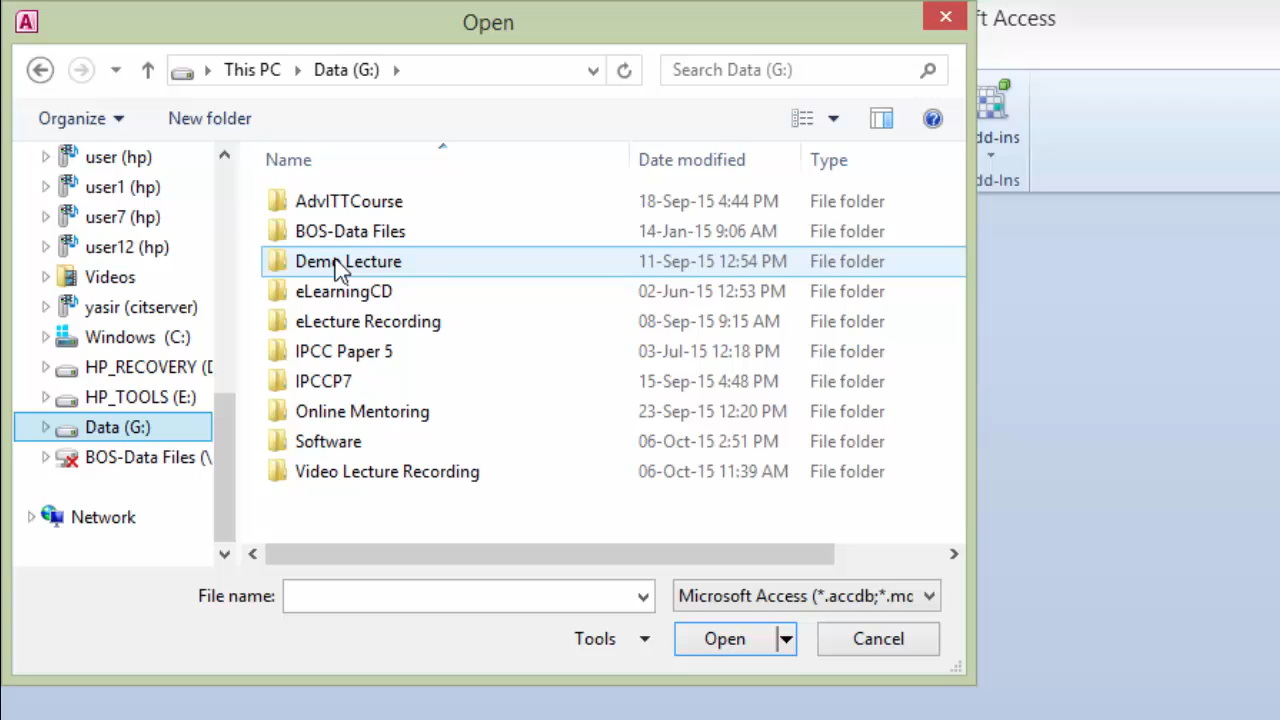 Open
ft Access
This PC
Data (G:)
Search Data (G:)
Organize
New folder
dd-ins
dd-Ins
Name
Date modified
Type
user (hp)
user1 (hp)
user7 (hp)
user12 (hp)
Videos
yasir (citserver)
Windows (C:)
HP_RECOVERY (D
HP_TOOLS (E:)
Data (G:)
BOS-Data Files (\
Network
AdvITTCourse 18-Sep-15 4:44 PM File folder
BOS-Data Files 14-Jan-15 9:06 AM File folder
Demo Lecture 11-Sep-15 12:54 PM File folder
eLearningCD 02-Jun-15 12:53 PM File folder
eLecture Recording 08-Sep-15 9:15 AM File folder
IPCC Paper 5 03-Jul-15 12:18 PM File folder
IPCCP7 15-Sep-15 4:48 PM File folder
Online Mentoring 23-Sep-15 12:20 PM File folder
Software 06-Oct-15 2:51 PM File folder
Video Lecture Recording 06-Oct-15 11:39 AM File folder
File name:
Microsoft Access (*.accdb;*.mc
Tools
Open
Cancel